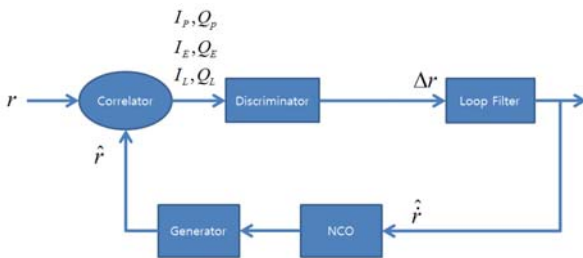 I_P, Q_p
I_E, Q_E
I_L, Q_L
r
Correlator
Discriminator
Δr
Loop Filter
r̂
Generator
NCO
ṙ̂